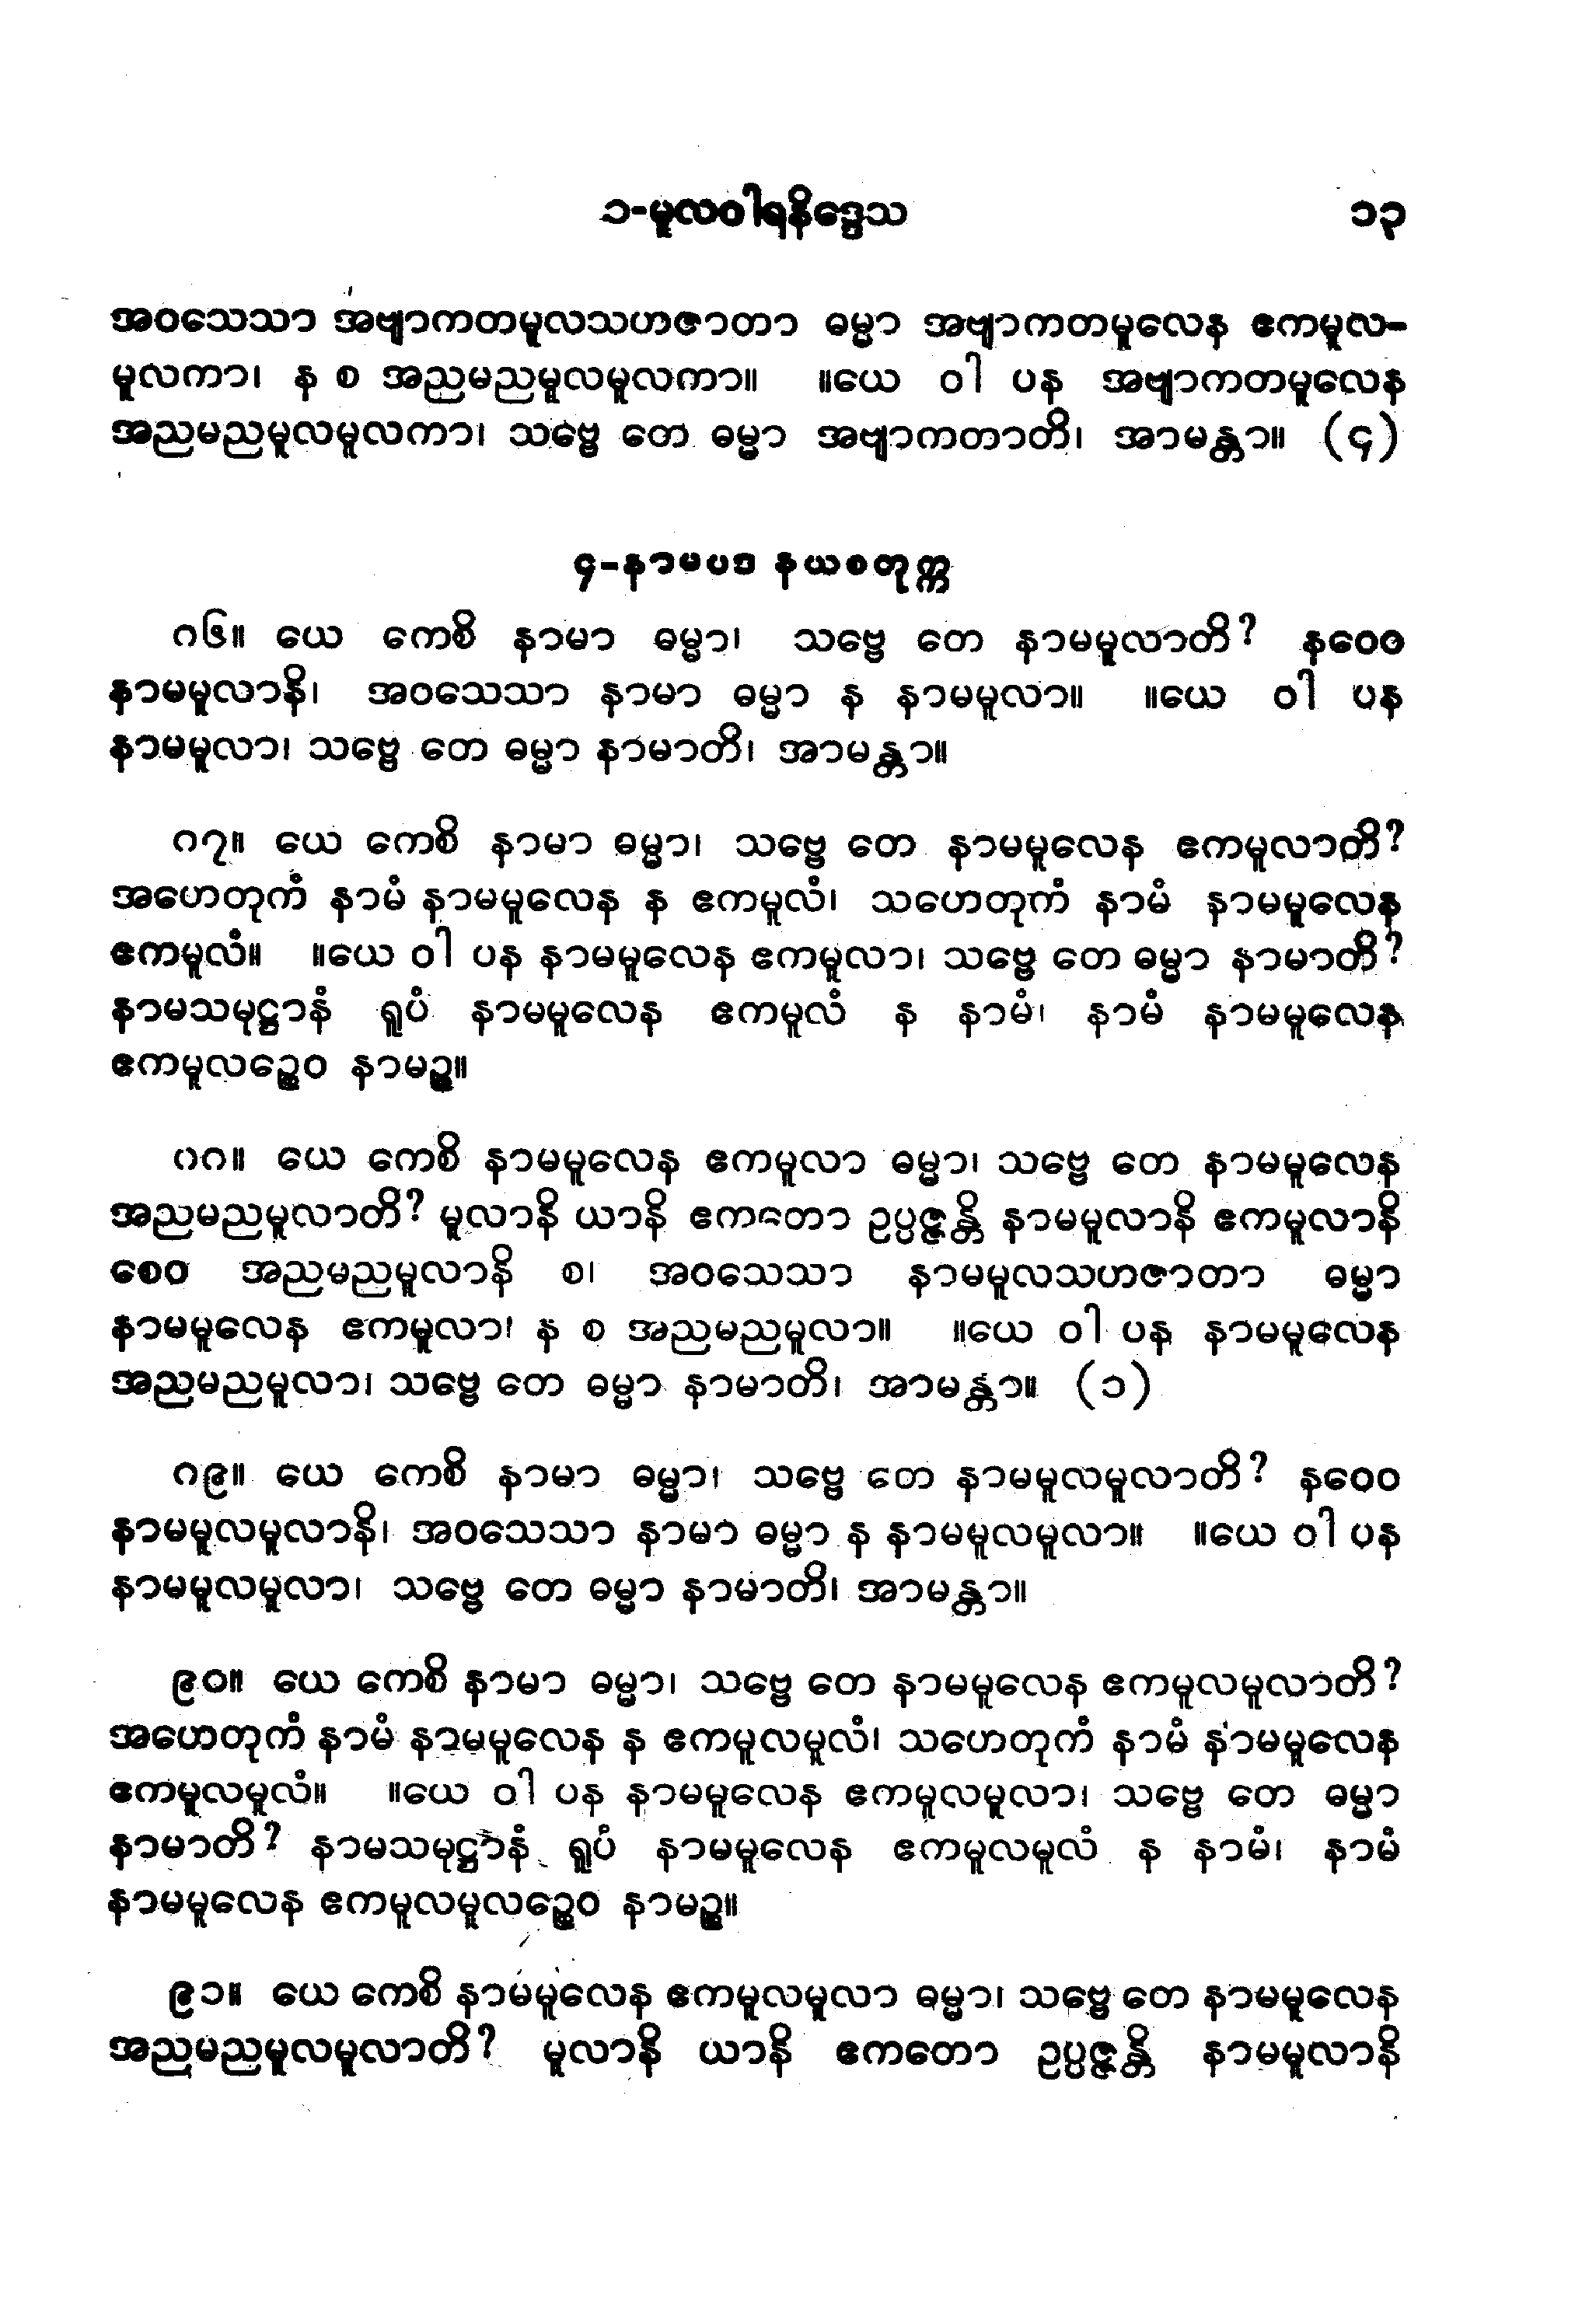 ၁-မူလဝါရနိဒ္ဒေသ ၁၃
အဝသေသာ အဗျာကတမူလသဟဇာတာ ဓမ္မာ အဗျာကတမူလေန ဧကမူလ-
မူလကာ၊ န စ အညမညမူလမူလကာ။ ။ယေ ဝါ ပန အဗျာကတမူလေန
အညမညမူလမူလကာ၊ သဗ္ဗေ တေ ဓမ္မာ အဗျာကတာတိ၊ အာမန္တာ။ (၄)
၄-နာမပဒ နယစတုက္က
၈၆။ ယေ ကေစိ နာမာ ဓမ္မာ၊ သဗ္ဗေ တေ နာမမူလာတိ? နဝေဝ
နာမမူလာနိ၊ အဝသေသာ နာမာ ဓမ္မာ န နာမမူလာ။ ။ယေ ဝါ ပန
နာမမူလာ၊ သဗ္ဗေ တေ ဓမ္မာ နာမာတိ၊ အာမန္တာ။
၈၇။ ယေ ကေစိ နာမာ ဓမ္မာ၊ သဗ္ဗေ တေ နာမမူလေန ဧကမူလာတိ?
အဟေတုကံ နာမံ နာမမူလေန န ဧကမူလံ၊ သဟေတုကံ နာမံ နာမမူလေန
ဧကမူလံ။ ။ယေ ဝါ ပန နာမမူလေန ဧကမူလာ၊ သဗ္ဗေ တေ ဓမ္မာ နာမာတိ?
နာမသမုဋ္ဌာနံ ရူပံ နာမမူလေန ဧကမူလံ န နာမံ၊ နာမံ နာမမူလေန
ဧကမူလဉ္စေဝ နာမဉ္စ။
၈၈။ ယေ ကေစိ နာမမူလေန ဧကမူလာ ဓမ္မာ၊ သဗ္ဗေ တေ နာမမူလေန
အညမညမူလာတိ? မူလာနိ ယာနိ ဧကတော ဥပ္ပဇ္ဇန္တိ နာမမူလာနိ ဧကမူလာနိ
စေဝ အညမညမူလာနိ စ၊ အဝသေသာ နာမမူလသဟဇာတာ ဓမ္မာ
နာမမူလေန ဧကမူလာ၊ န စ အညမညမူလာ။ ။ယေ ဝါ ပန နာမမူလေန
အညမညမူလာ၊ သဗ္ဗေ တေ ဓမ္မာ နာမာတိ၊ အာမန္တာ။ (၁)
၈၉။ ယေ ကေစိ နာမာ ဓမ္မာ၊ သဗ္ဗေ တေ နာမမူလမူလာတိ? နဝေဝ
နာမမူလမူလာနိ၊ အဝသေသာ နာမာ ဓမ္မာ န နာမမူလမူလာ။ ။ယေ ဝါ ပန
နာမမူလမူလာ၊ သဗ္ဗေ တေ ဓမ္မာ နာမာတိ၊ အာမန္တာ။
၉၀။ ယေ ကေစိ နာမာ ဓမ္မာ၊ သဗ္ဗေ တေ နာမမူလေန ဧကမူလမူလာတိ?
အဟေတုကံ နာမံ နာမမူလေန န ဧကမူလမူလံ၊ သဟေတုကံ နာမံ နာမမူလေန
ဧကမူလမူလံ။ ။ယေ ဝါ ပန နာမမူလေန ဧကမူလမူလာ၊ သဗ္ဗေ တေ ဓမ္မာ
နာမာတိ? နာမသမုဋ္ဌာနံ ရူပံ နာမမူလေန ဧကမူလမူလံ န နာမံ၊ နာမံ
နာမမူလေန ဧကမူလမူလဉ္စေဝ နာမဉ္စ။
၉၁။ ယေ ကေစိ နာမမူလေန ဧကမူလမူလာ ဓမ္မာ၊ သဗ္ဗေ တေ နာမမူလေန
အညမညမူလမူလာတိ? မူလာနိ ယာနိ ဧကတော ဥပ္ပဇ္ဇန္တိ နာမမူလာနိ